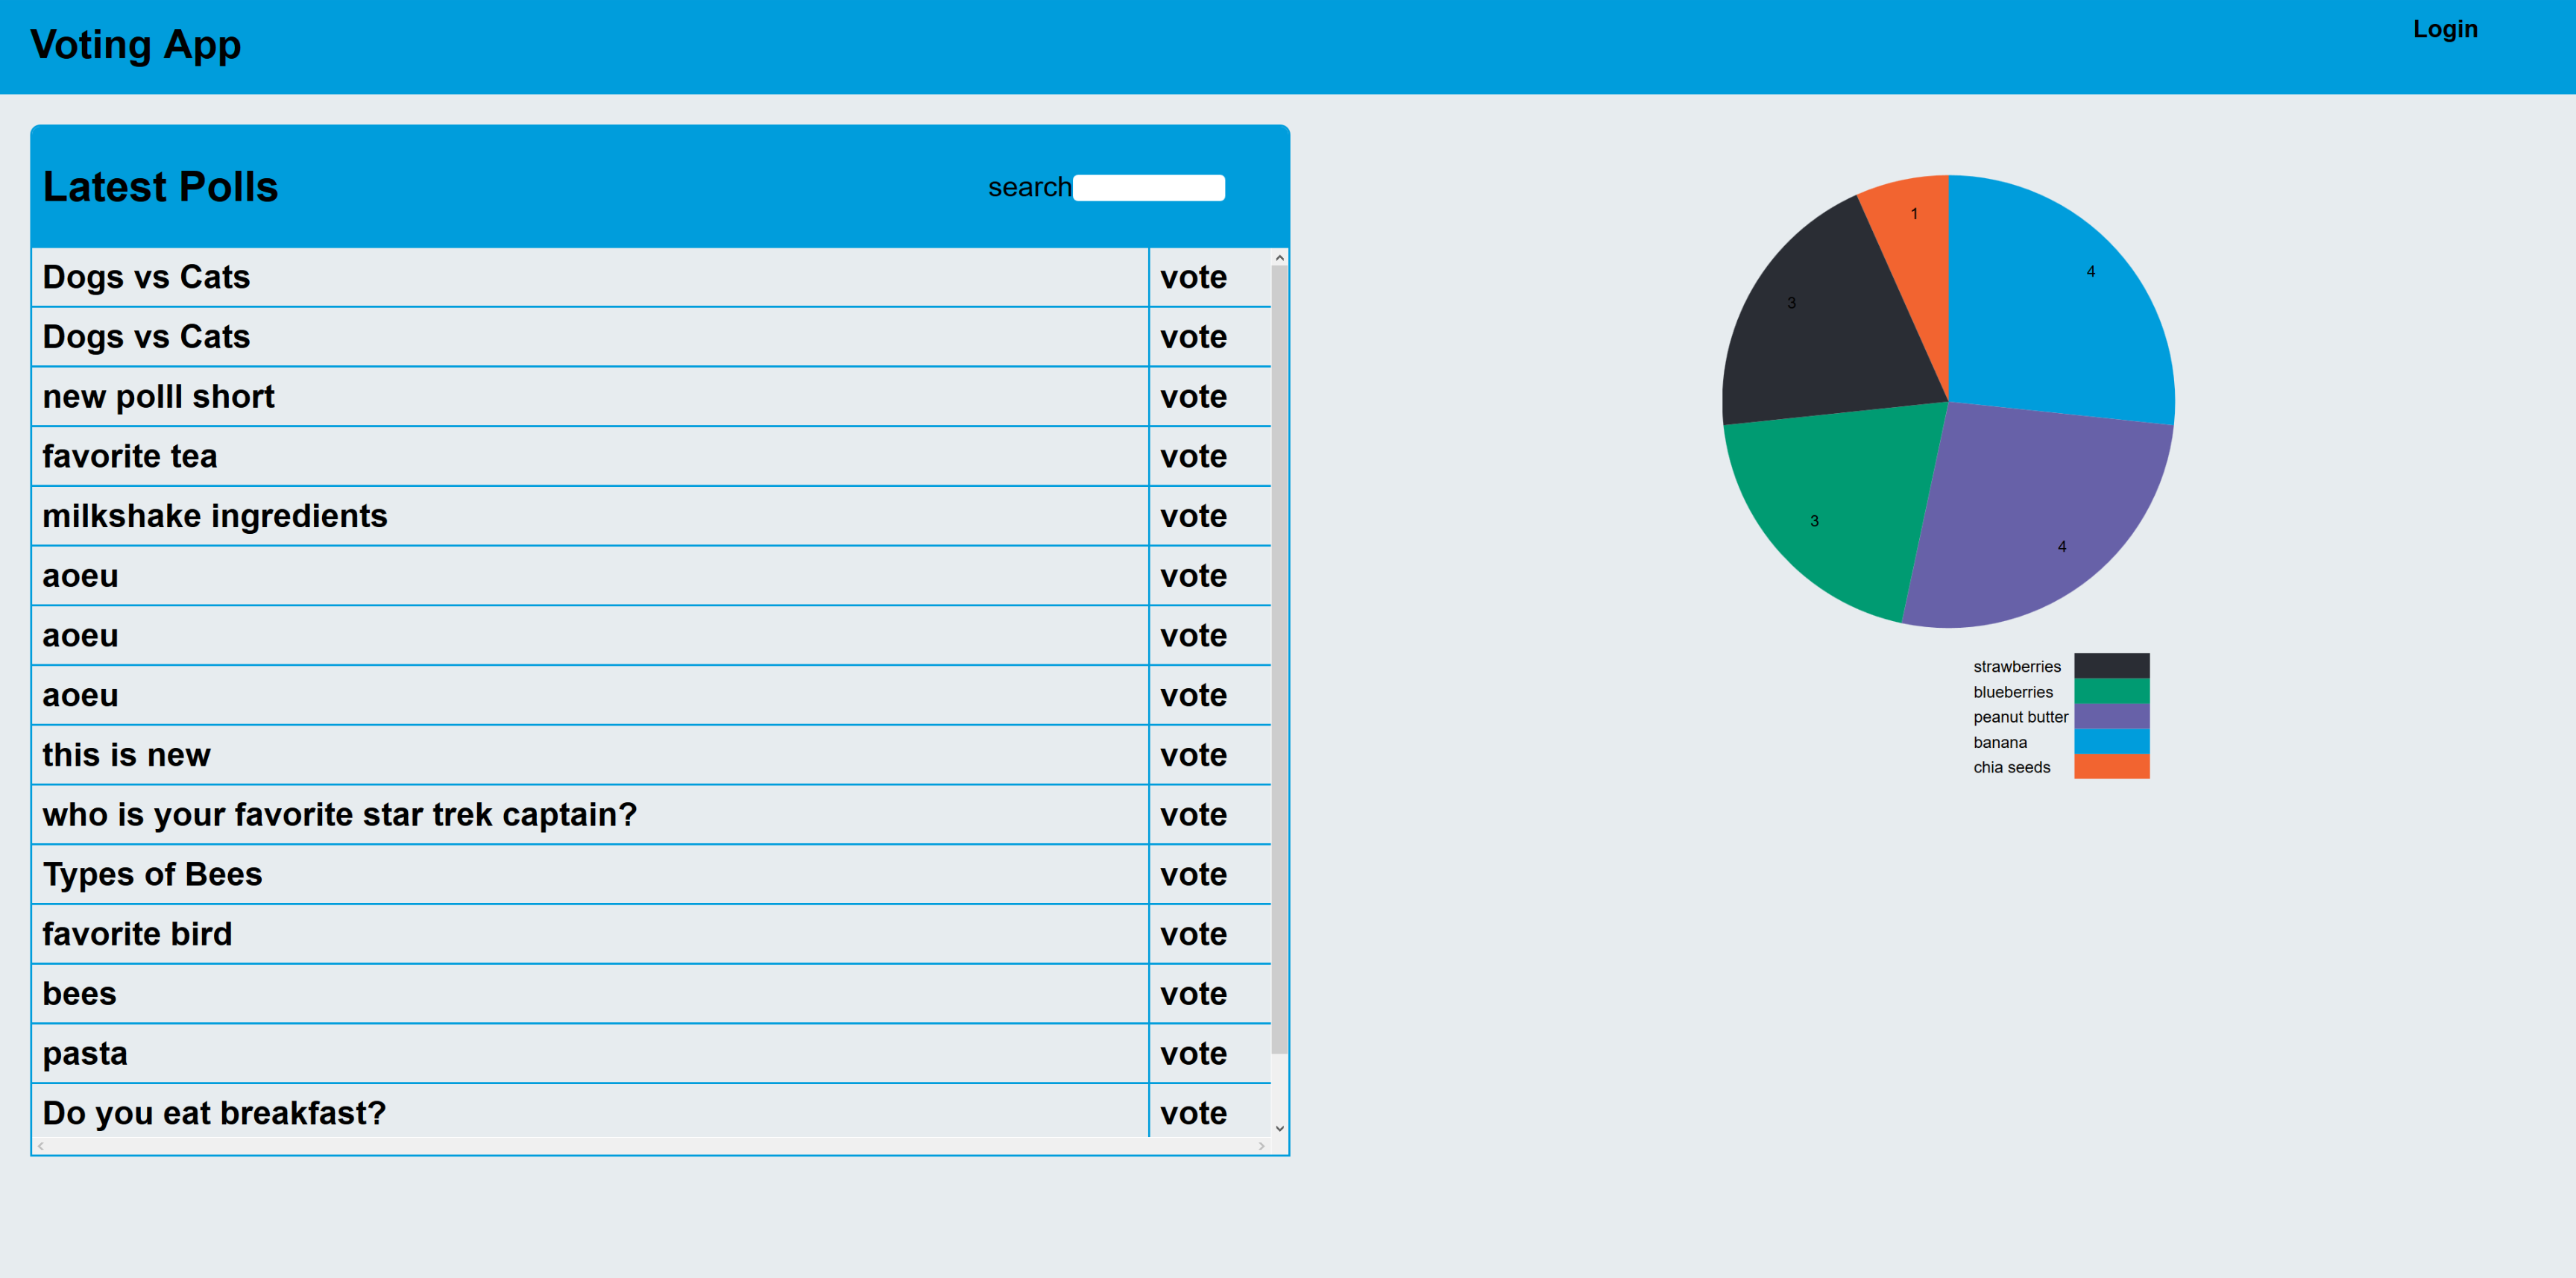 Voting App
Login
Latest Polls
search
Dogs vs Cats vote
Dogs vs Cats vote
new polll short vote
favorite tea vote
milkshake ingredients vote
aoeu vote
aoeu vote
aoeu vote
this is new vote
who is your favorite star trek captain? vote
Types of Bees vote
favorite bird vote
bees vote
pasta vote
Do you eat breakfast? vote
1
4
3
3
4
strawberries
blueberries
peanut butter
banana
chia seeds